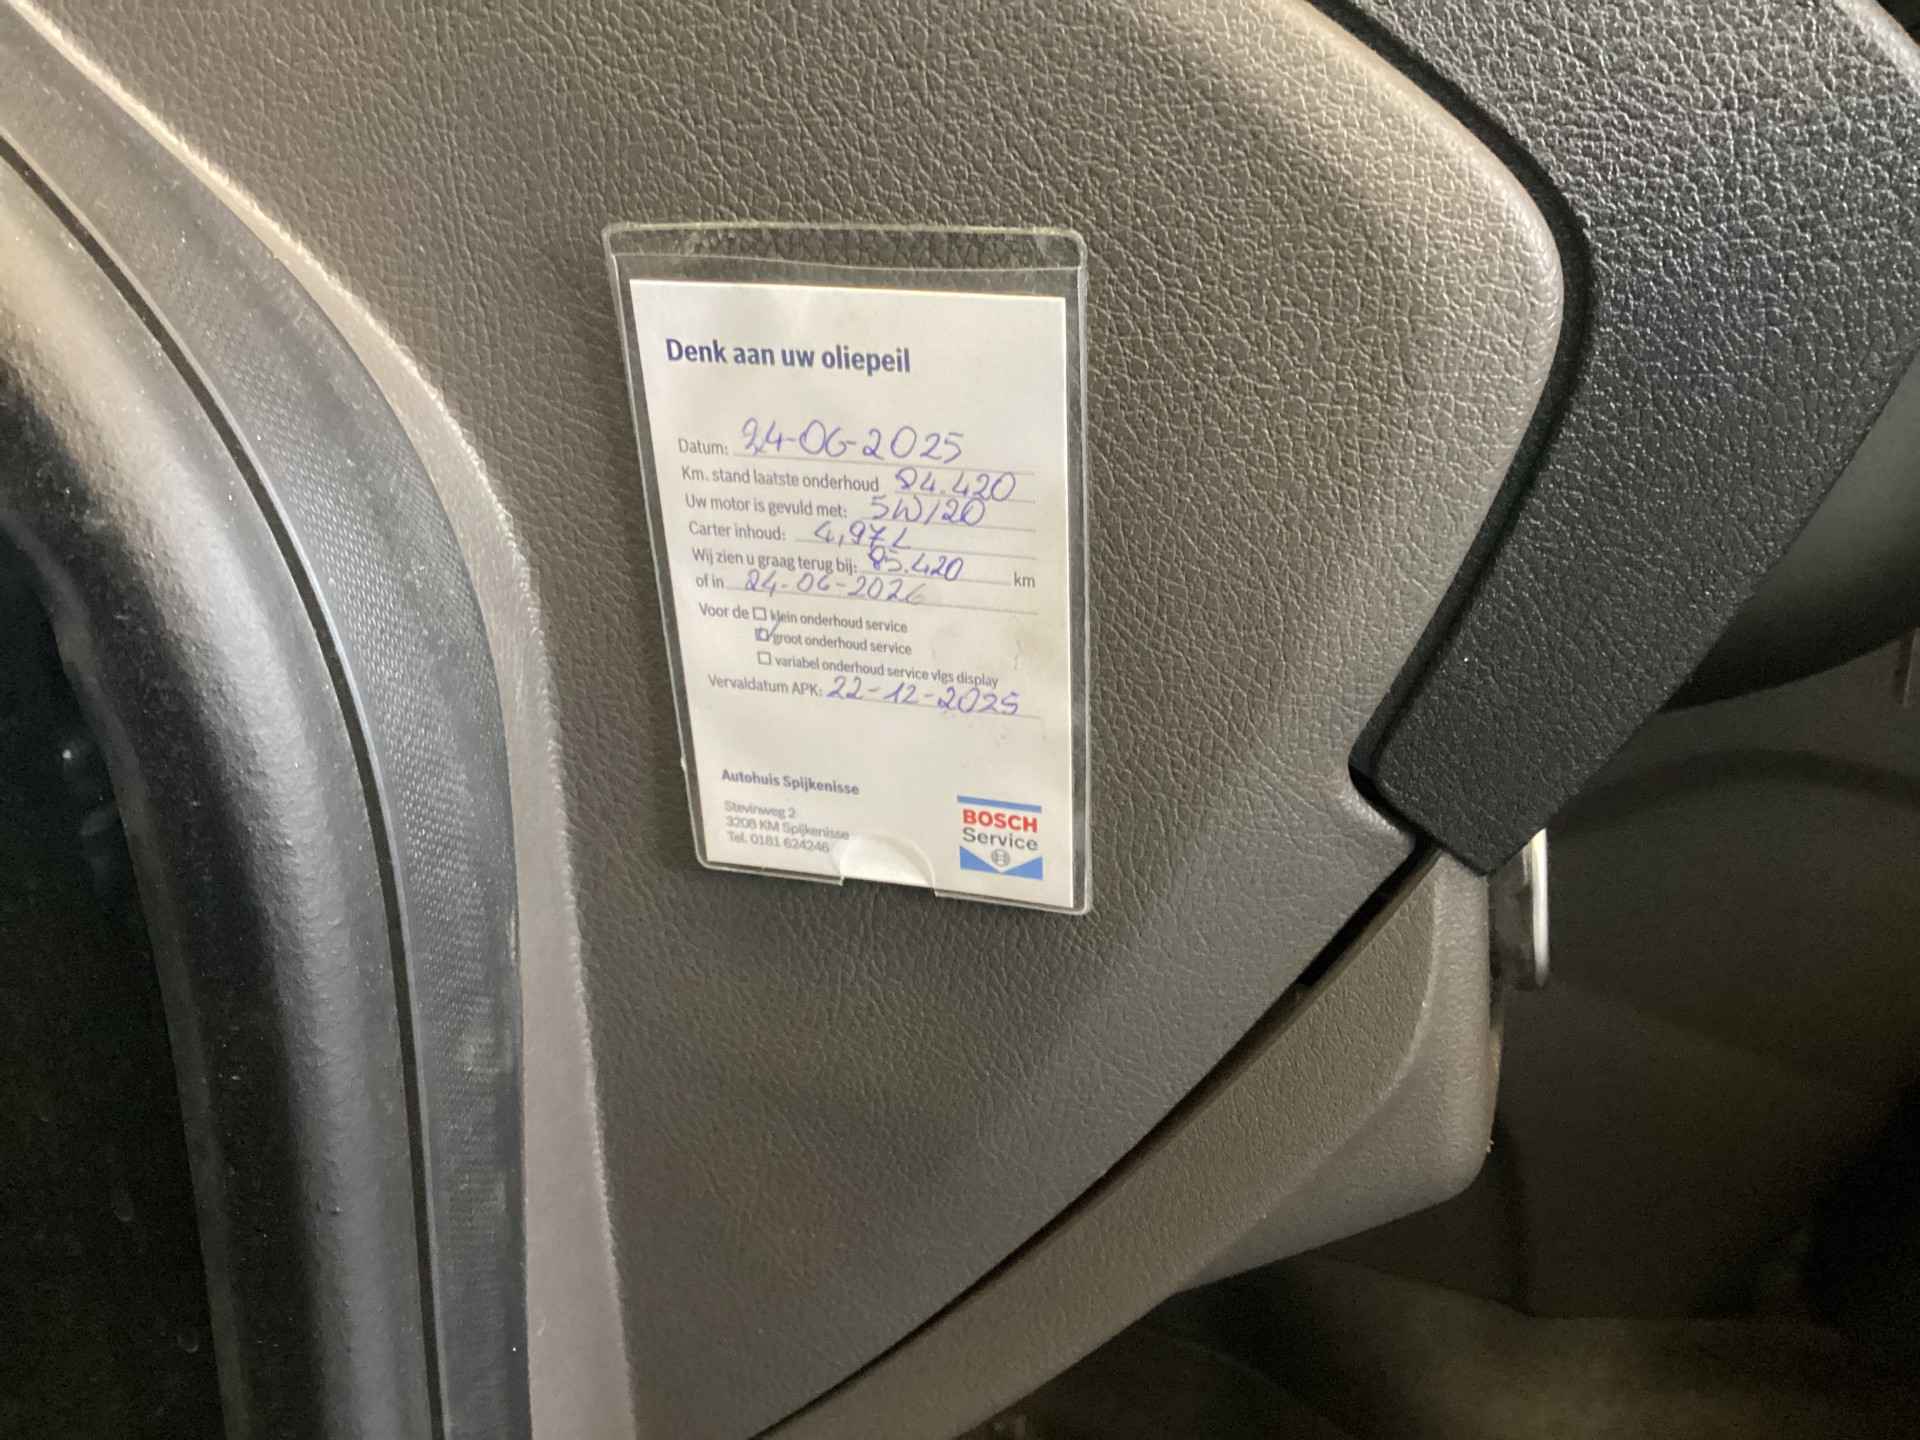 Denk aan uw oliepeil
Datum: 24-06-2025
Km. stand laatste onderhoud 84.420
Uw motor is gevuld met: 5W/20
Carter inhoud: 4,97 L
Wij zien u graag terug bij: 85.420 km
of in 24-06-2026
Voor de ☐ klein onderhoud service
☑ groot onderhoud service
☐ variabel onderhoud service vlgs display
Vervaldatum APK: 22-12-2025
Autohuis Spijkenisse
Stevinweg 2
3208 KM Spijkenisse
Tel. 0181 624246
BOSCH
Service